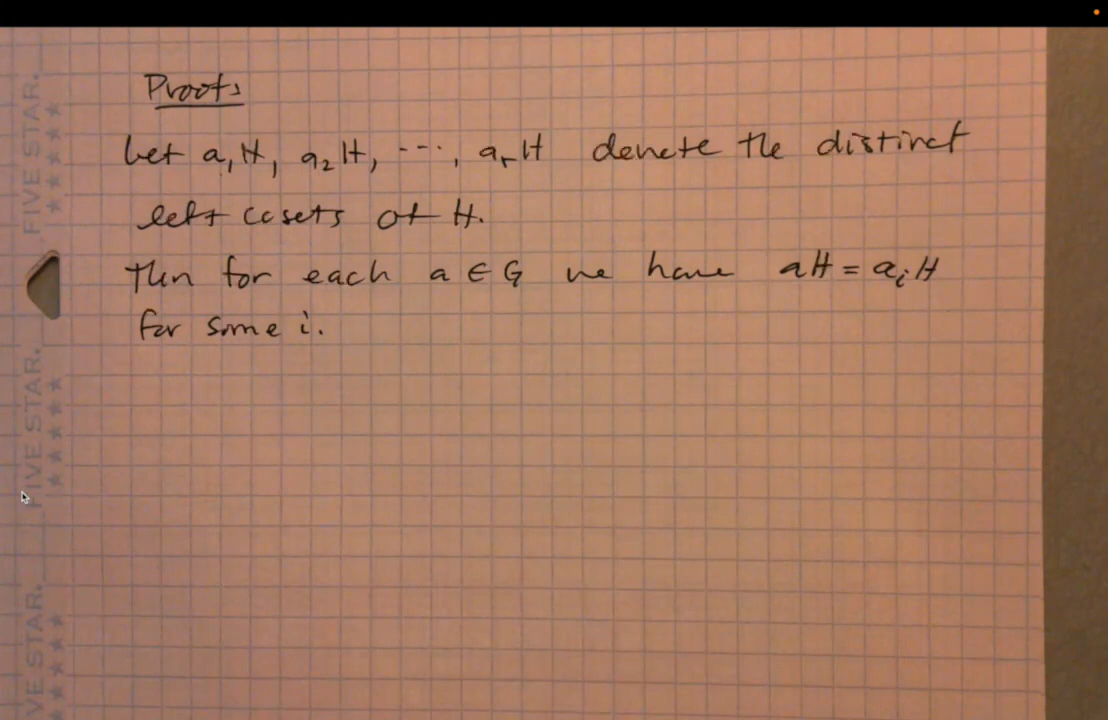 Proof:
Let a₁H, a₂H, ..., aᵣH denote the distinct
left cosets of H.
Then for each a ∈ G we have aH = aᵢH
for some i.
FIVE STAR.
FIVE STAR.
VE STAR.